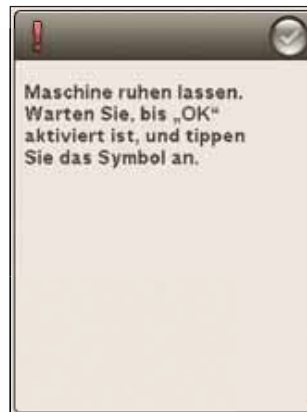 Maschine ruhen lassen.
Warten Sie, bis „OK“
aktiviert ist, und tippen
Sie das Symbol an.